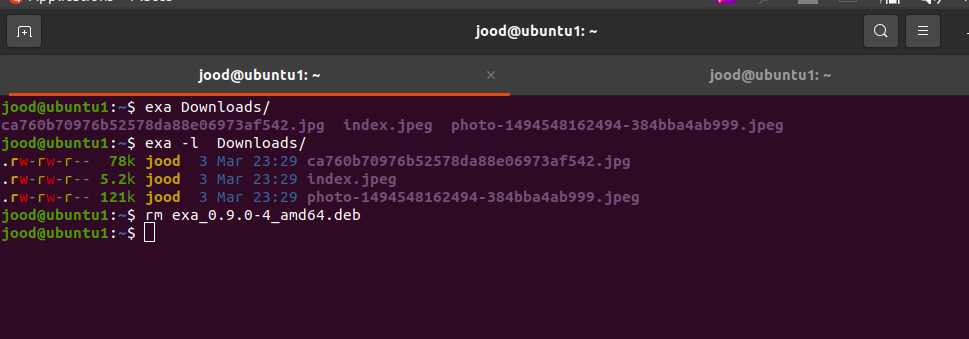 jood@ubuntu1: ~
jood@ubuntu1: ~ ×
jood@ubuntu1: ~
jood@ubuntu1:~$ exa Downloads/
ca760b70976b52578da88e06973af542.jpg index.jpeg photo-1494548162494-384bba4ab999.jpeg
jood@ubuntu1:~$ exa -l  Downloads/
.rw-rw-r-- 78k jood 3 Mar 23:29 ca760b70976b52578da88e06973af542.jpg
.rw-rw-r-- 5.2k jood 3 Mar 23:29 index.jpeg
.rw-rw-r-- 121k jood 3 Mar 23:29 photo-1494548162494-384bba4ab999.jpeg
jood@ubuntu1:~$ rm exa_0.9.0-4_amd64.deb
jood@ubuntu1:~$